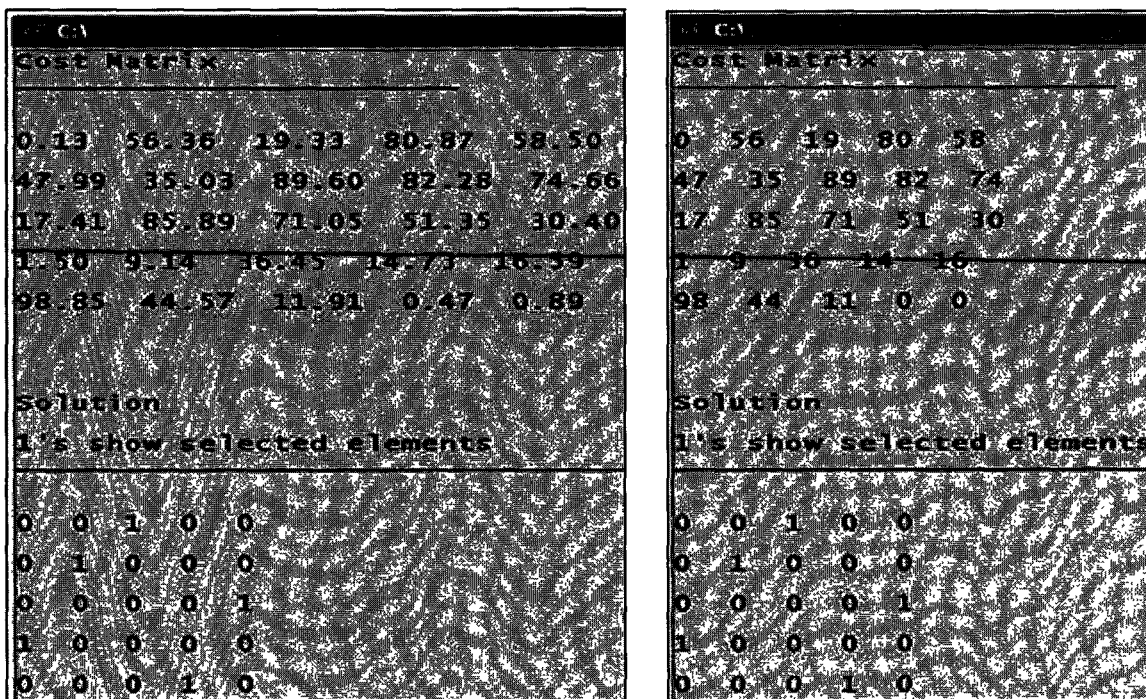 C:\
Cost Matrix
0.13 56.36 19.33 80.87 58.50
47.99 35.03 89.60 82.28 74.66
17.41 85.89 71.05 51.35 30.40
1.50 9.14 36.45 14.73 16.59
98.85 44.57 11.91 0.47 0.89
Solution
1's show selected elements
0 0 1 0 0
0 1 0 0 0
0 0 0 0 1
1 0 0 0 0
0 0 0 1 0
C:\
Cost Matrix
0 56 19 80 58
47 35 89 82 74
17 85 71 51 30
1 9 14 16
98 44 11 0 0
Solution
1's show selected elements
0 0 1 0 0
0 1 0 0 0
0 0 0 0 1
1 0 0 0 0
0 0 0 1 0